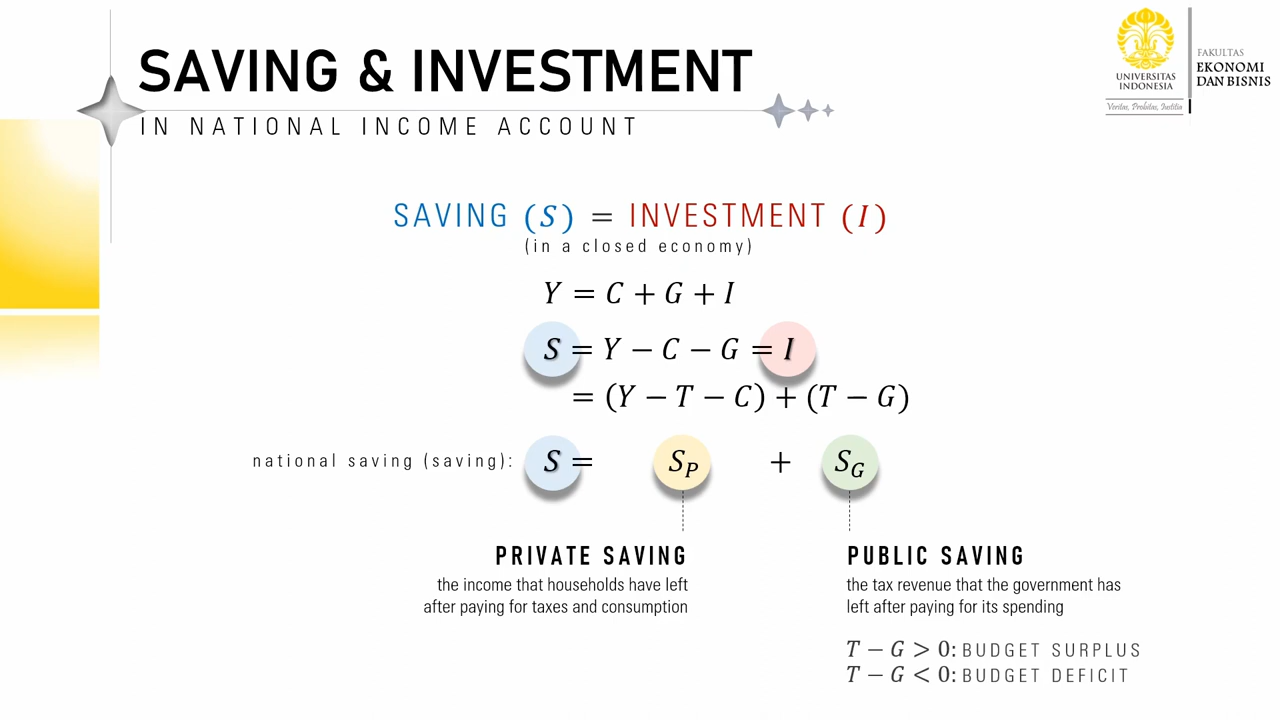 SAVING & INVESTMENT
IN NATIONAL INCOME ACCOUNT
UNIVERSITAS
INDONESIA
Veritas, Probitas, Iustitia
FAKULTAS
EKONOMI
DAN BISNIS
SAVING (S) = INVESTMENT (I)
(in a closed economy)
Y = C + G + I
S = Y − C − G = I
= (Y − T − C) + (T − G)
national saving (saving): S = S_P + S_G
PRIVATE SAVING
the income that households have left
after paying for taxes and consumption
PUBLIC SAVING
the tax revenue that the government has
left after paying for its spending
T − G > 0: BUDGET SURPLUS
T − G < 0: BUDGET DEFICIT